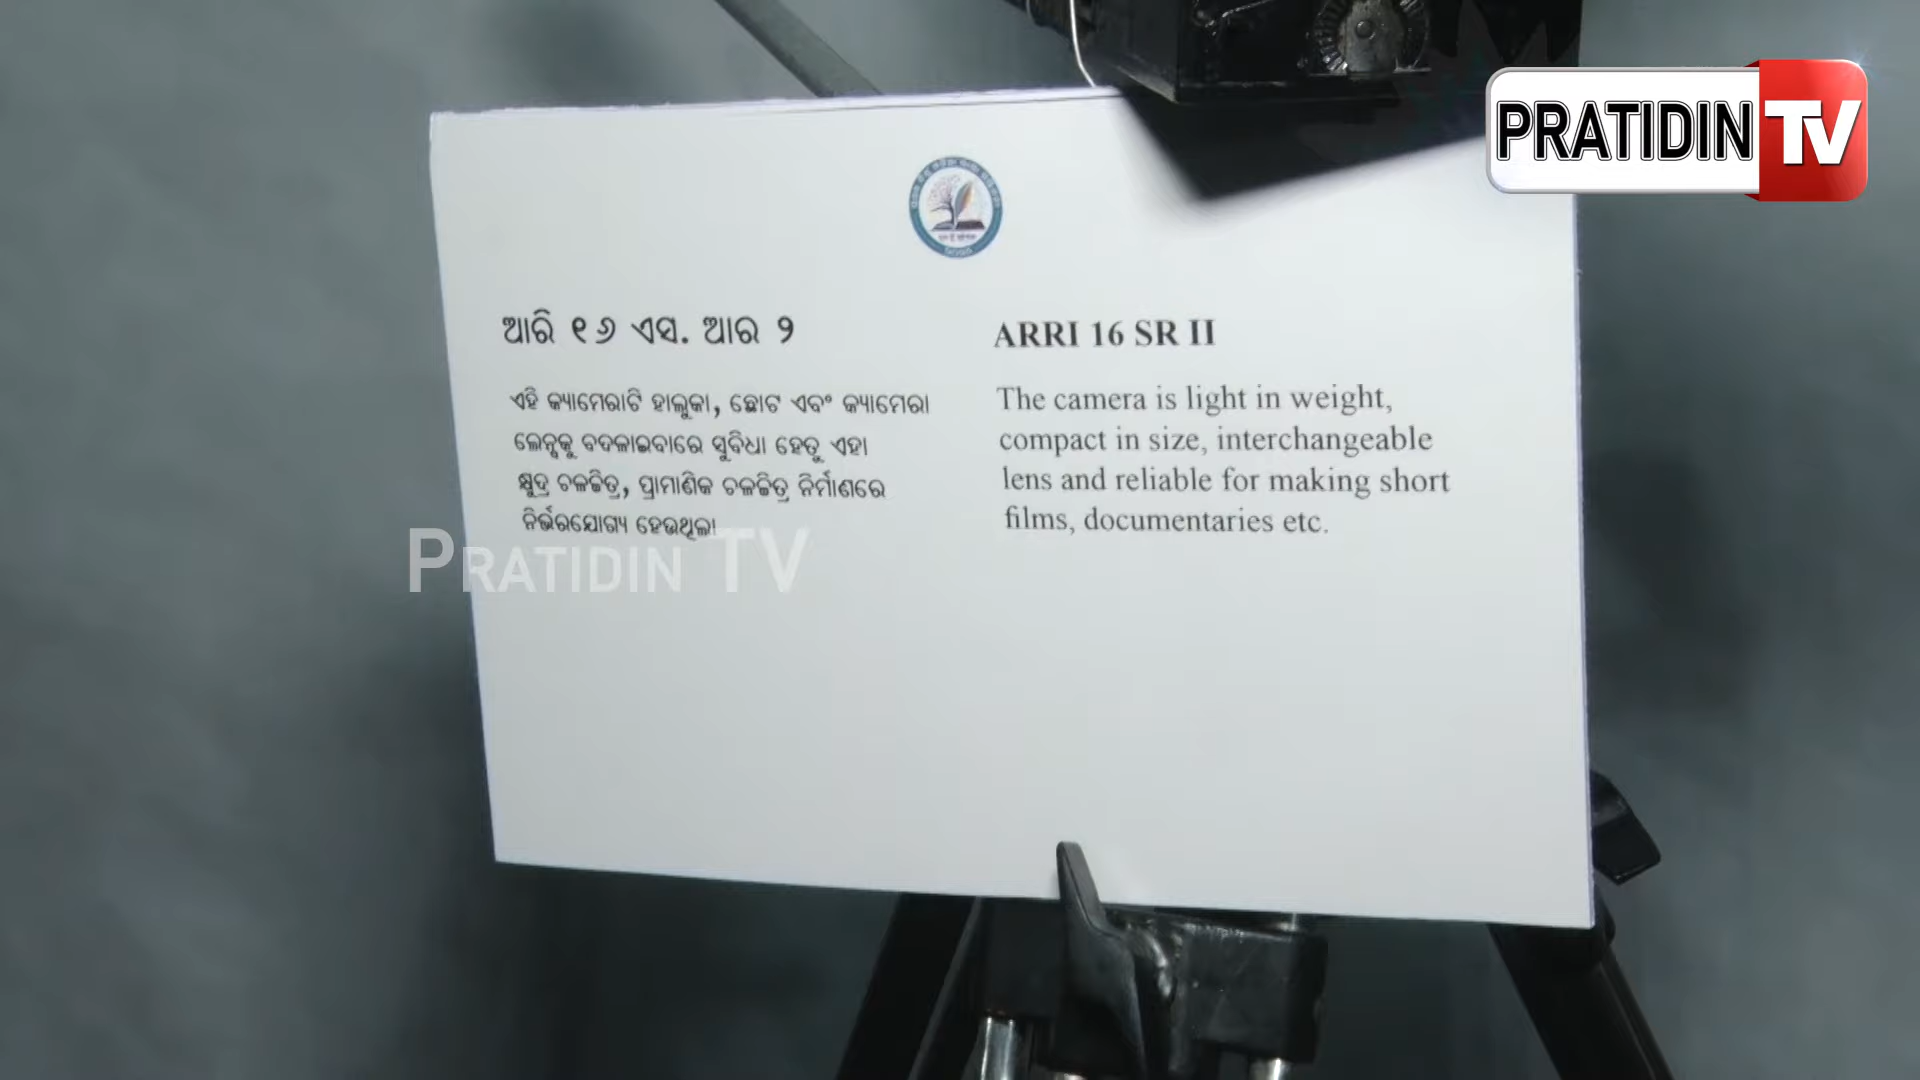 PRATIDIN TV
ଆରି ୧୬ ଏସ. ଆର ୨
ଏହି କ୍ୟାମେରାଟି ହାଲୁକା, ଛୋଟ ଏବଂ କ୍ୟାମେରା
ଲେନ୍ସକୁ ବଦଳାଇବାରେ ସୁବିଧା ହେତୁ ଏହା
କ୍ଷୁଦ୍ର ଚଳଚ୍ଚିତ୍ର, ପ୍ରାମାଣିକ ଚଳଚ୍ଚିତ୍ର ନିର୍ମାଣରେ
ନିର୍ଭରଯୋଗ୍ୟ ହେଉଥିଲା
ARRI 16 SR II
The camera is light in weight,
compact in size, interchangeable
lens and reliable for making short
films, documentaries etc.
PRATIDIN TV